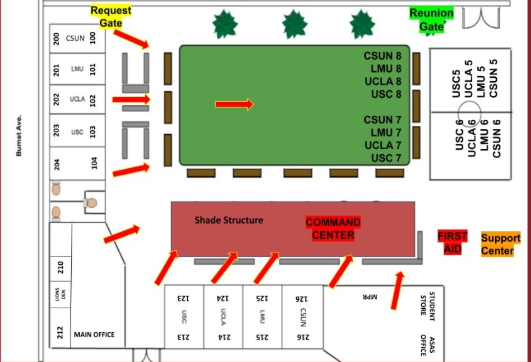 Request
Gate
Reunion
Gate
200 CSUN 100
201 LMU 101
202 UCLA 102
203 USC 103
204 104
Burnet Ave.
CSUN 8
LMU 8
UCLA 8
USC 8
CSUN 7
LMU 7
UCLA 7
USC 7
USC5
UCLA 5
LMU 5
CSUN 5
USC 6
UCLA 6
LMU 6
CSUN 6
Shade Structure
COMMAND
CENTER
FIRST
AID
Support
Center
210
LIONS
DEN
212
MAIN OFFICE
123 USC 213
124 UCLA 214
125 LMU 215
126 CSUN 216
MPR
STUDENT
STORE
ASAS
OFFICE